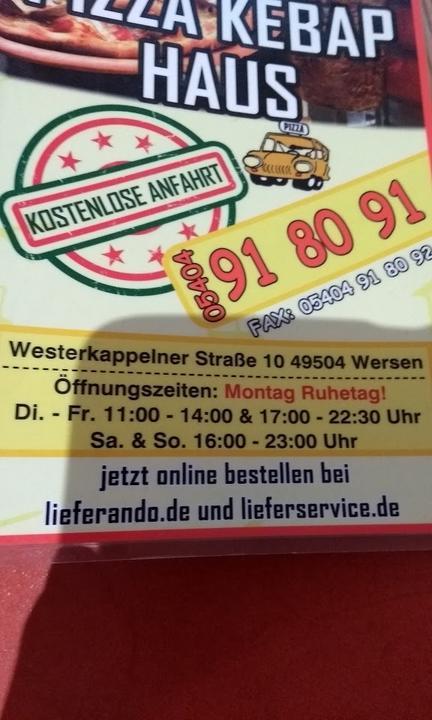 PIZZA KEBAP
HAUS
PIZZA
KOSTENLOSE ANFAHRT
05404 91 80 91
FAX: 05404 91 80 92
Westerkappelner Straße 10 49504 Wersen
Öffnungszeiten: Montag Ruhetag!
Di. - Fr. 11:00 - 14:00 & 17:00 - 22:30 Uhr
Sa. & So. 16:00 - 23:00 Uhr
jetzt online bestellen bei
lieferando.de und lieferservice.de